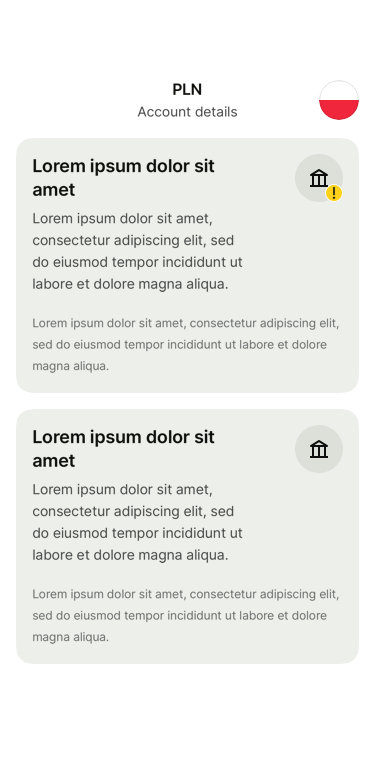 PLN
Account details
Lorem ipsum dolor sit
amet
Lorem ipsum dolor sit amet,
consectetur adipiscing elit, sed
do eiusmod tempor incididunt ut
labore et dolore magna aliqua.
Lorem ipsum dolor sit amet, consectetur adipiscing elit,
sed do eiusmod tempor incididunt ut labore et dolore
magna aliqua.
Lorem ipsum dolor sit
amet
Lorem ipsum dolor sit amet,
consectetur adipiscing elit, sed
do eiusmod tempor incididunt ut
labore et dolore magna aliqua.
Lorem ipsum dolor sit amet, consectetur adipiscing elit,
sed do eiusmod tempor incididunt ut labore et dolore
magna aliqua.